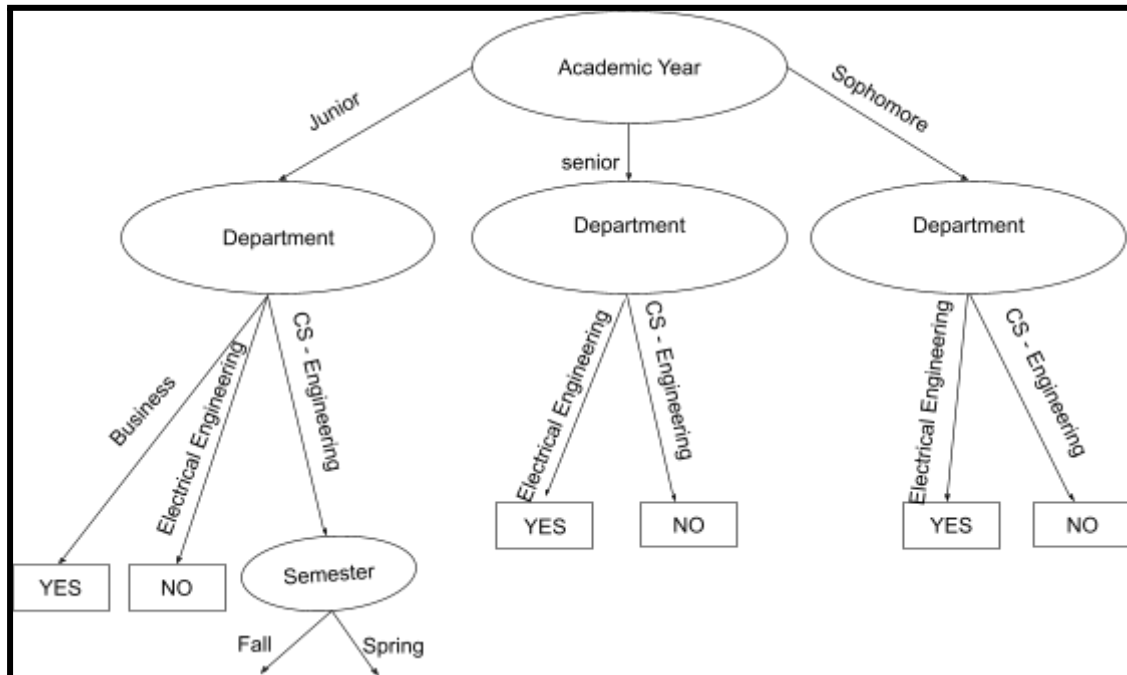 Academic Year
Junior
senior
Sophomore
Department
Department
Department
Business
Electrical Engineering
CS - Engineering
Electrical Engineering
CS - Engineering
Electrical Engineering
CS - Engineering
YES
NO
YES
NO
YES
NO
Semester
Fall
Spring